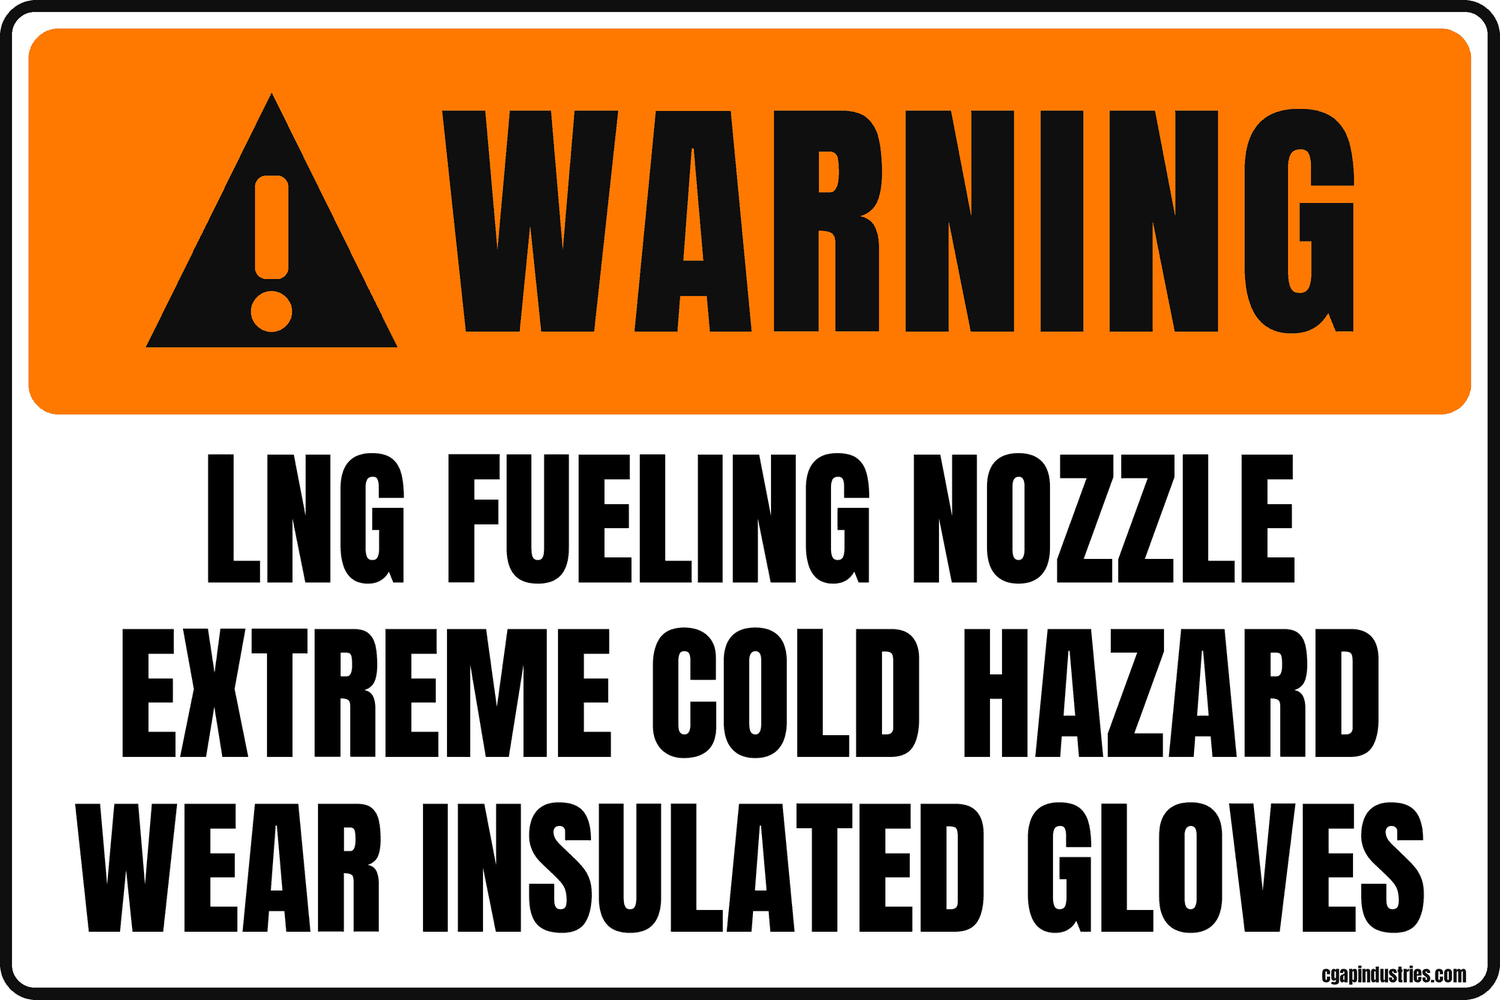 WARNING
LNG FUELING NOZZLE
EXTREME COLD HAZARD
WEAR INSULATED GLOVES
cgapindustries.com